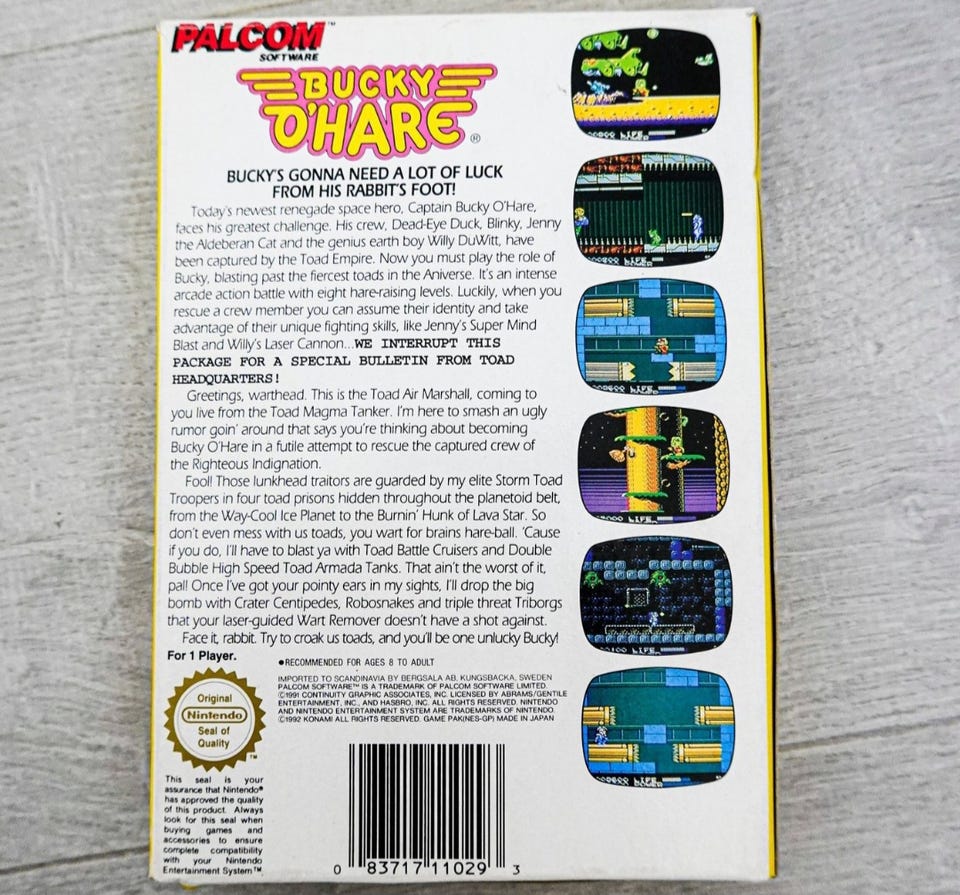 PALCOM™
SOFTWARE
BUCKY
O'HARE®
BUCKY'S GONNA NEED A LOT OF LUCK
FROM HIS RABBIT'S FOOT!
Today's newest renegade space hero, Captain Bucky O'Hare,
faces his greatest challenge. His crew, Dead-Eye Duck, Blinky, Jenny
the Aldeberan Cat and the genius earth boy Willy DuWitt, have
been captured by the Toad Empire. Now you must play the role of
Bucky, blasting past the fiercest toads in the Aniverse. It's an intense
arcade action battle with eight hare-raising levels. Luckily, when you
rescue a crew member you can assume their identity and take
advantage of their unique fighting skills, like Jenny's Super Mind
Blast and Willy's Laser Cannon...WE INTERRUPT THIS
PACKAGE FOR A SPECIAL BULLETIN FROM TOAD
HEADQUARTERS!
Greetings, warthead. This is the Toad Air Marshall, coming to
you live from the Toad Magma Tanker. I'm here to smash an ugly
rumor goin' around that says you're thinking about becoming
Bucky O'Hare in a futile attempt to rescue the captured crew of
the Righteous Indignation.
Fool! Those lunkhead traitors are guarded by my elite Storm Toad
Troopers in four toad prisons hidden throughout the planetoid belt,
from the Way-Cool Ice Planet to the Burnin' Hunk of Lava Star. So
don't even mess with us toads, you wart for brains hare-ball. 'Cause
if you do, I'll have to blast ya with Toad Battle Cruisers and Double
Bubble High Speed Toad Armada Tanks. That ain't the worst of it,
pal! Once I've got your pointy ears in my sights, I'll drop the big
bomb with Crater Centipedes, Robosnakes and triple threat Triborgs
that your laser-guided Wart Remover doesn't have a shot against.
Face it, rabbit. Try to croak us toads, and you'll be one unlucky Bucky!
For 1 Player.
●RECOMMENDED FOR AGES 8 TO ADULT
IMPORTED TO SCANDINAVIA BY BERGSALA AB. KUNGSBACKA, SWEDEN
PALCOM SOFTWARE™ IS A TRADEMARK OF PALCOM SOFTWARE LIMITED.
©1991 CONTINUITY GRAPHIC ASSOCIATES, INC. LICENSED BY ABRAMS/GENTILE
ENTERTAINMENT, INC., AND HASBRO, INC. ALL RIGHTS RESERVED. NINTENDO
AND NINTENDO ENTERTAINMENT SYSTEM ARE TRADEMARKS OF NINTENDO.
©1992 KONAMI ALL RIGHTS RESERVED. GAME PAK(NES-GP) MADE IN JAPAN
Original
Nintendo
Seal of
Quality
™
This seal is your
assurance that Nintendo®
has approved the quality
of this product. Always
look for this seal when
buying games and
accessories to ensure
complete compatibility
with your Nintendo
Entertainment System™.
0 83717 11029 3
LIFE
POWER
LIFE
POWER
LIFE
LIFE
LIFE
LIFE
POWER